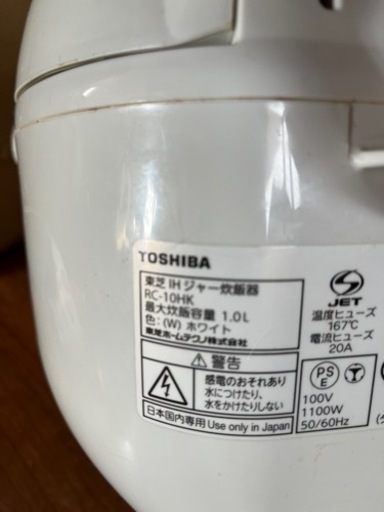 TOSHIBA
東芝 IH ジャー炊飯器
RC-10HK
最大炊飯容量 1.0L
色: (W) ホワイト
東芝ホームテクノ株式会社
JET
温度ヒューズ
167℃
電流ヒューズ
20A
警告
感電のおそれあり
水につけたり、
水をかけたりしない
日本国内専用 Use only in Japan
PS
E
100V
1100W
50/60Hz